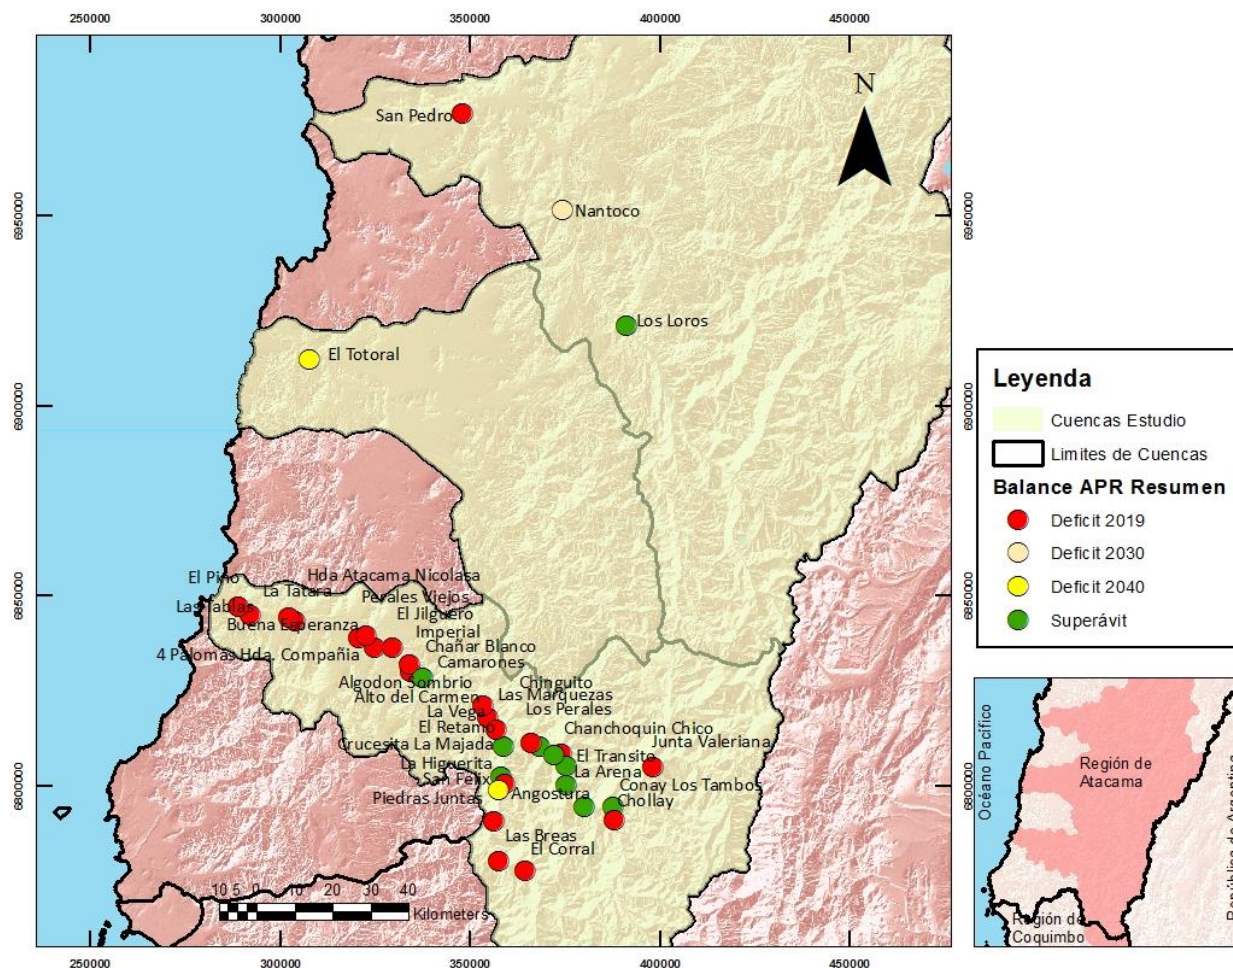 250000 300000 350000 400000 450000
N
San Pedro
6950000 6950000
Nantoco
Los Loros
El Totoral
6900000 6900000
Leyenda
Cuencas Estudio
Limites de Cuencas
Balance APR Resumen
Deficit 2019
Deficit 2030
Deficit 2040
Superávit
6850000 6850000
Hda Atacama Nicolasa
El Pino
La Tatara
Perales Viejos
Las Tablas
El Jilguero
Buena Esperanza
Imperial
Chañar Blanco
4 Palomas Hda. Compañia
Camarones
Algodon Sombrio
Chinguito
Alto del Carmen
Las Marquezas
La Vega
Los Perales
El Retamo
Chanchoquin Chico
Crucesita La Majada
Junta Valeriana
El Transito
La Higuerita
La Arena
San Felix
Conay Los Tambos
6800000 6800000
Piedras Juntas
Angostura
Chollay
Las Breas
El Corral
10 5 0 10 20 30 40
Kilometers
250000 300000 350000 400000 450000
Océano Pacífico
Región de
Atacama
República de Argentina
Región de
Coquimbo